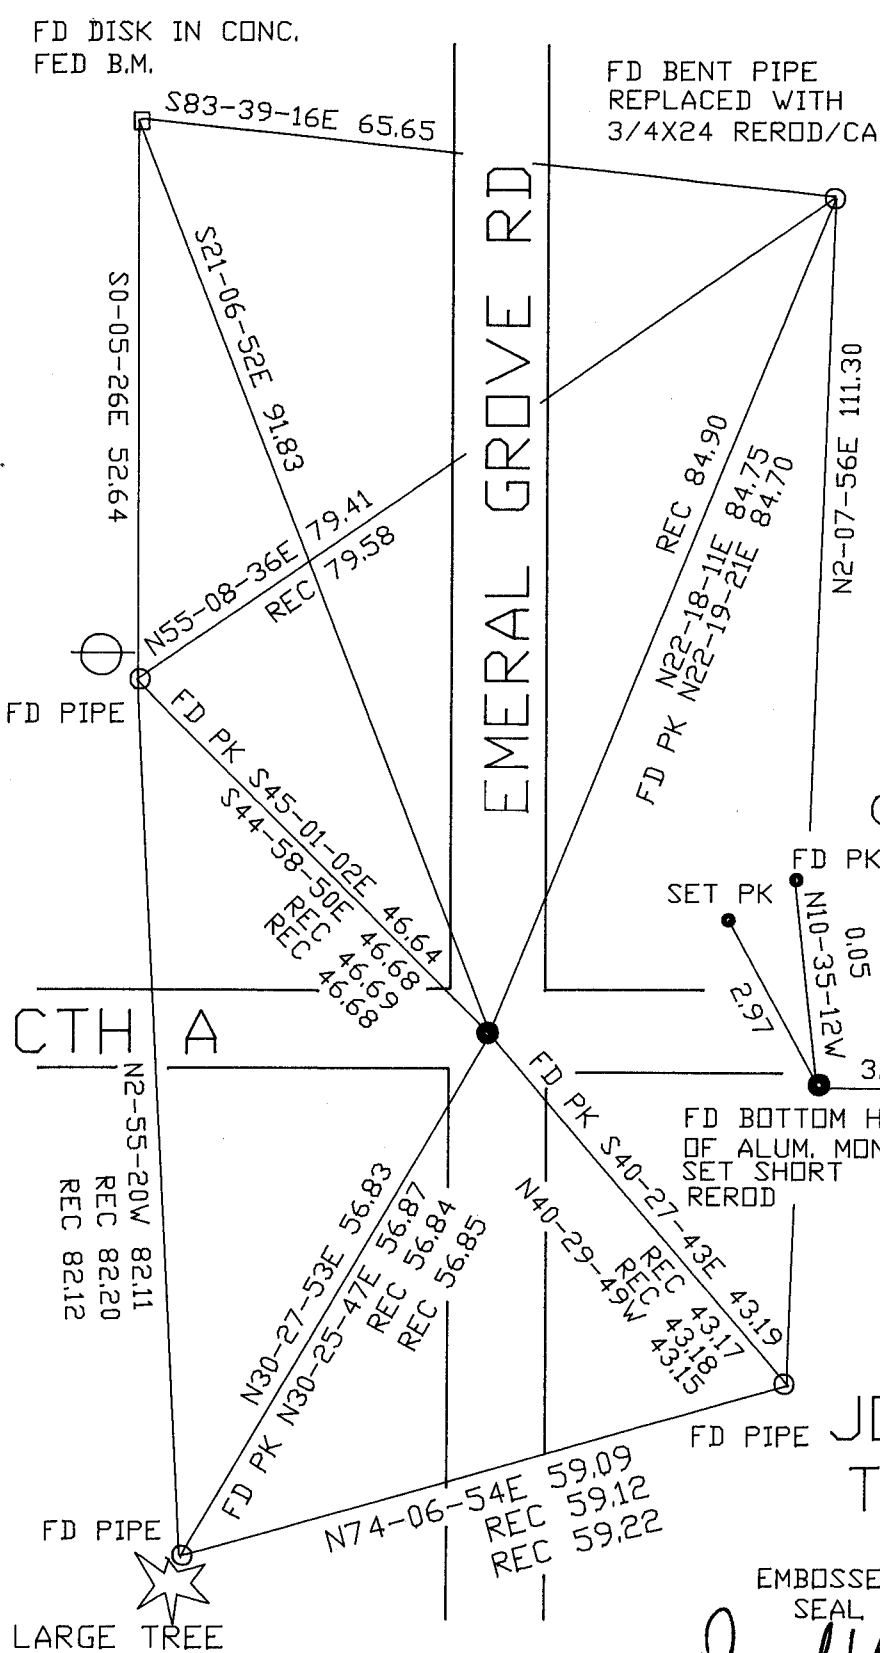 FD DISK IN CONC.
FED B.M.
FD BENT PIPE
REPLACED WITH
3/4X24 REROD/CA
S83-39-16E 65.65
S21-06-52E 91.83
S0-05-26E 52.64
EMERAL GROVE RD
N55-08-36E 79.41
REC 79.58
REC 84.90
N22-18-11E 84.75
FD PK N22-19-21E 84.70
N2-07-56E 111.30
FD PIPE
FD PK S45-01-02E 46.64
S44-58-50E 46.68
REC 46.69
REC 46.68
SET PK
FD PK
N10-35-12W
0.05
2.97
3.
CTH A
FD BOTTOM H
OF ALUM. MON
SET SHORT
REROD
N2-55-20W 82.11
REC 82.20
REC 82.12
N30-27-53E 56.83
FD PK N30-25-47E 56.87
REC 56.84
REC 56.85
FD PK S40-27-43E 43.19
REC 43.17
REC 43.18
N40-29-49W 43.15
FD PIPE
JD
T
N74-06-54E 59.09
REC 59.12
REC 59.22
FD PIPE
LARGE TREE
EMBOSSE
SEAL